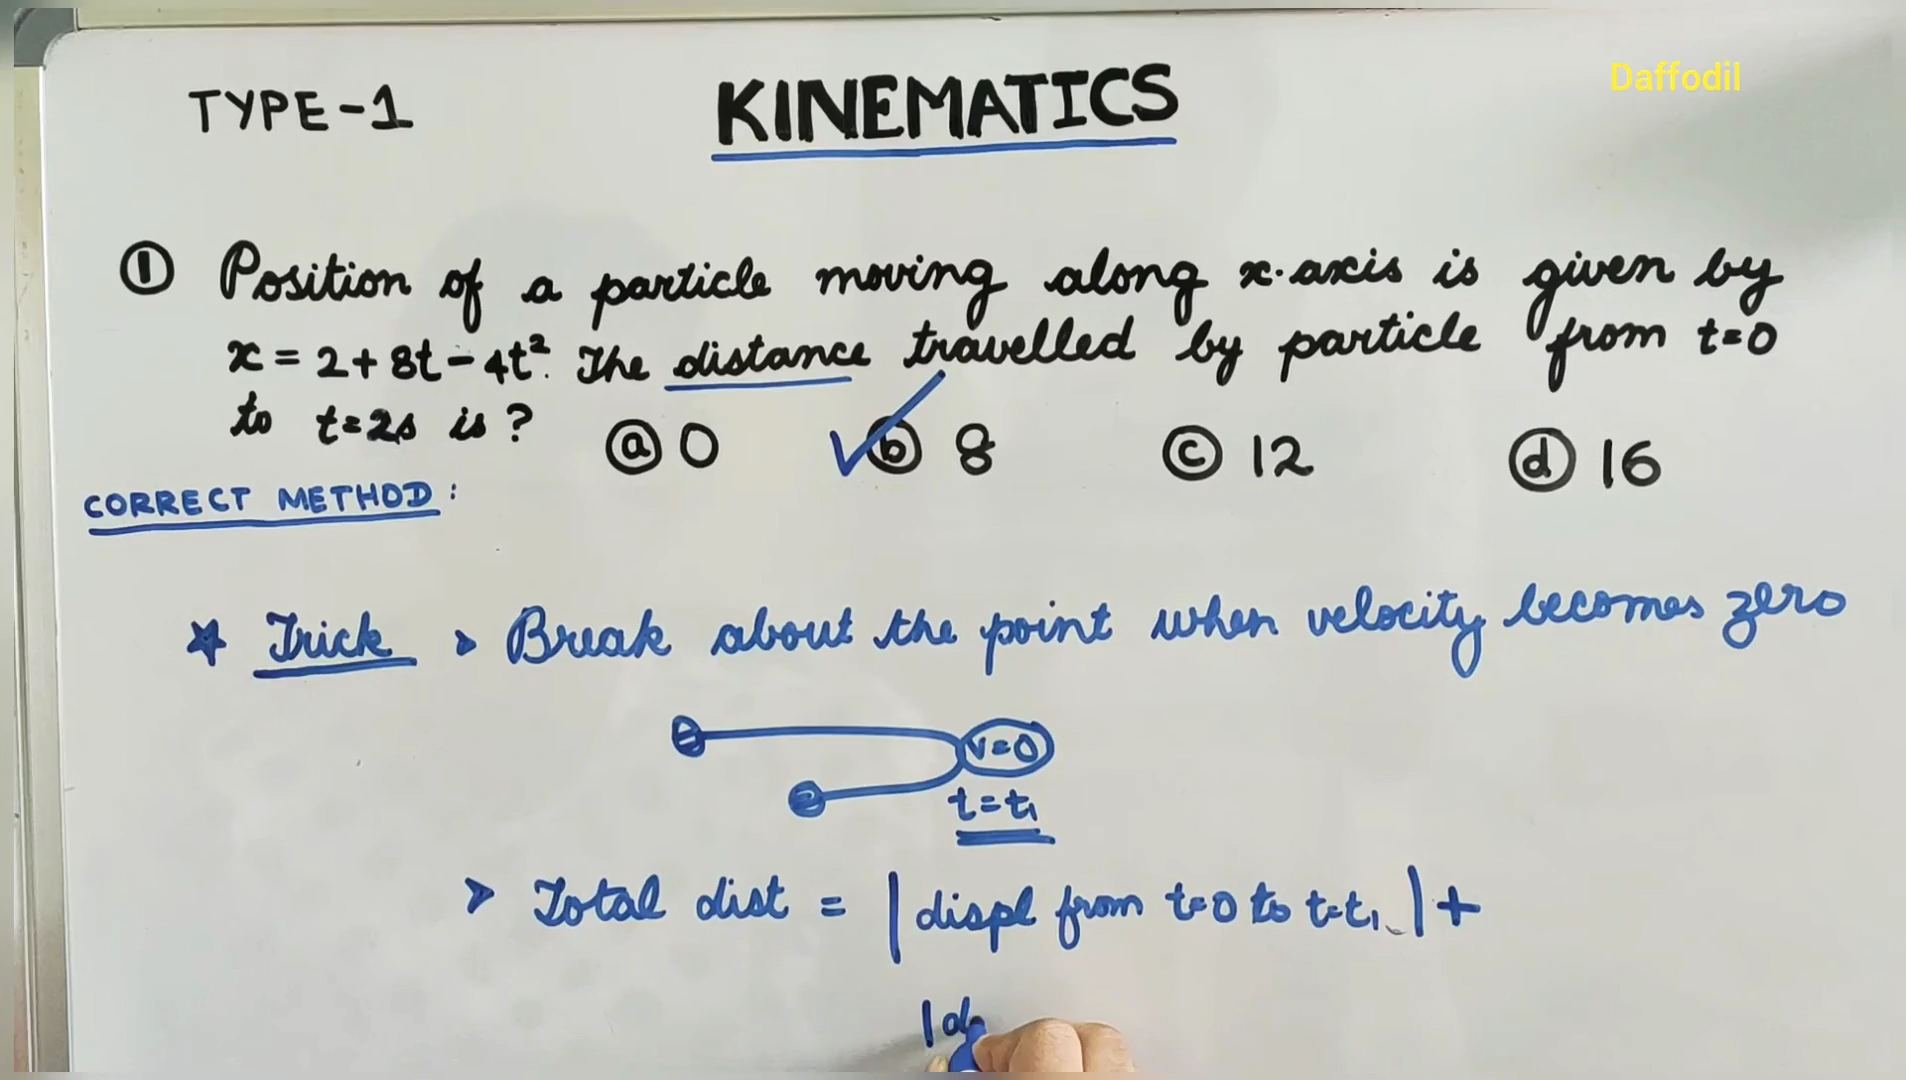 Daffodil
TYPE-1
KINEMATICS
① Position of a particle moving along x-axis is given by
x = 2 + 8t - 4t². The distance travelled by particle from t=0
to t=2s is ? ⓐ 0 ✓ⓑ 8 ⓒ 12 ⓓ 16
CORRECT METHOD:
★ Trick > Break about the point when velocity becomes zero
v=0
t=t₁
> Total dist = |displ from t=0 to t=t₁| +
|d